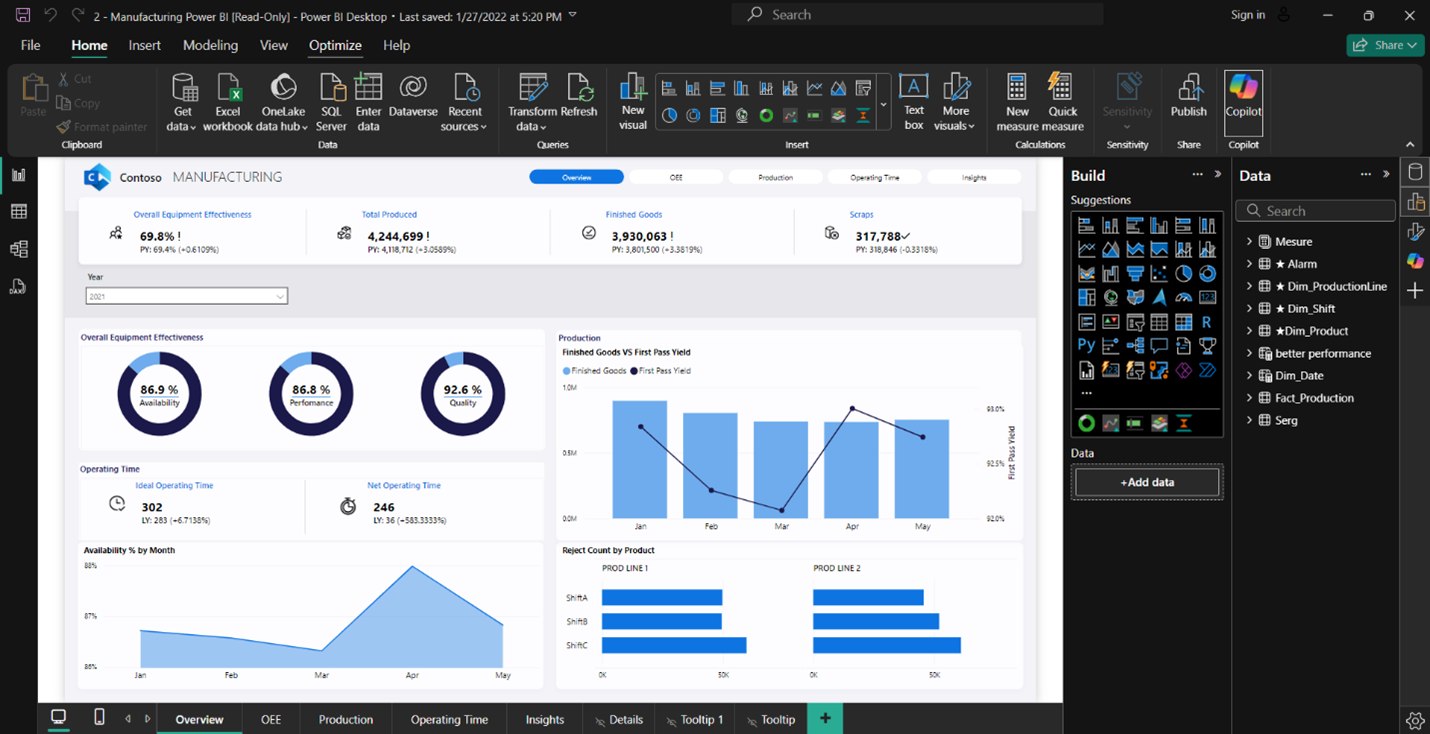 2 - Manufacturing Power BI [Read-Only] - Power BI Desktop • Last saved: 1/27/2022 at 5:20 PM
Search
Sign in
File Home Insert Modeling View Optimize Help
Share
Paste
Cut
Copy
Format painter
Clipboard
Get data
Excel workbook
OneLake data hub
SQL Server
Enter data
Dataverse
Recent sources
Data
Transform data
Refresh
Queries
New visual
Text box
More visuals
Insert
New measure
Quick measure
Calculations
Sensitivity
Sensitivity
Publish
Share
Copilot
Copilot
Contoso MANUFACTURING
Overview OEE Production Operating Time Insights
Overall Equipment Effectiveness
69.8% !
PY: 69.4% (+0.6109%)
Total Produced
4,244,699 !
PY: 4,118,712 (+3.0589%)
Finished Goods
3,930,063 !
PY: 3,801,500 (+3.3819%)
Scraps
317,788✓
PY: 318,846 (-0.3318%)
Year
2021
Overall Equipment Effectiveness
86.9 %
Availability
86.8 %
Perfomance
92.6 %
Quality
Operating Time
Ideal Operating Time
302
LY: 283 (+6.7138%)
Net Operating Time
246
LY: 36 (+583.3333%)
Availability % by Month
88%
87%
86%
Jan Feb Mar Apr May
Production
Finished Goods VS First Pass Yield
Finished Goods First Pass Yield
1.0M
0.5M
0.0M
93.0%
92.5%
92.0%
First Pass Yield
Jan Feb Mar Apr May
Reject Count by Product
PROD LINE 1 PROD LINE 2
ShiftA
ShiftB
ShiftC
0K 50K 0K 50K
Build
Suggestions
123
R
Py
123
...
Data
+Add data
Data
Search
Mesure
★ Alarm
★ Dim_ProductionLine
★ Dim_Shift
★Dim_Product
better performance
Dim_Date
Fact_Production
Serg
DAX
Overview OEE Production Operating Time Insights Details Tooltip 1 Tooltip +